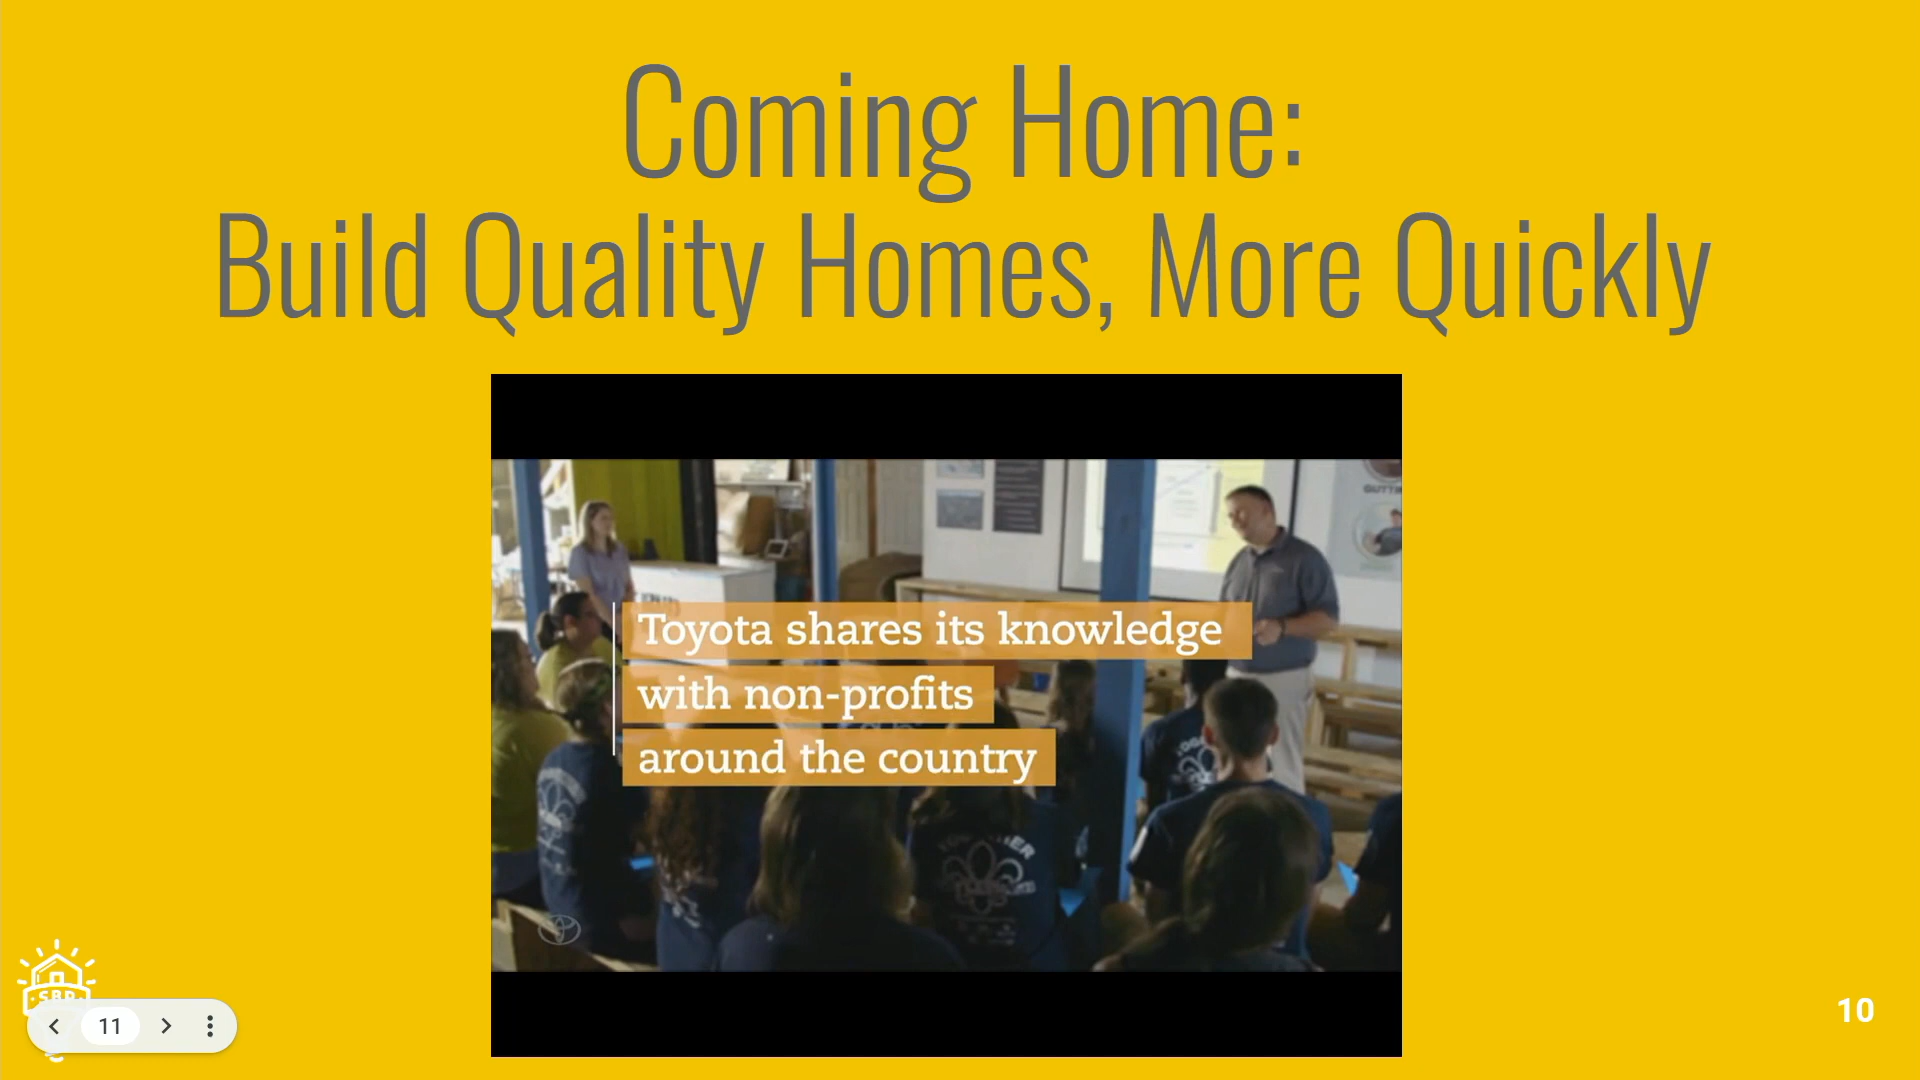 Coming Home:
Build Quality Homes, More Quickly
Toyota shares its knowledge
with non-profits
around the country
SBP
11
10